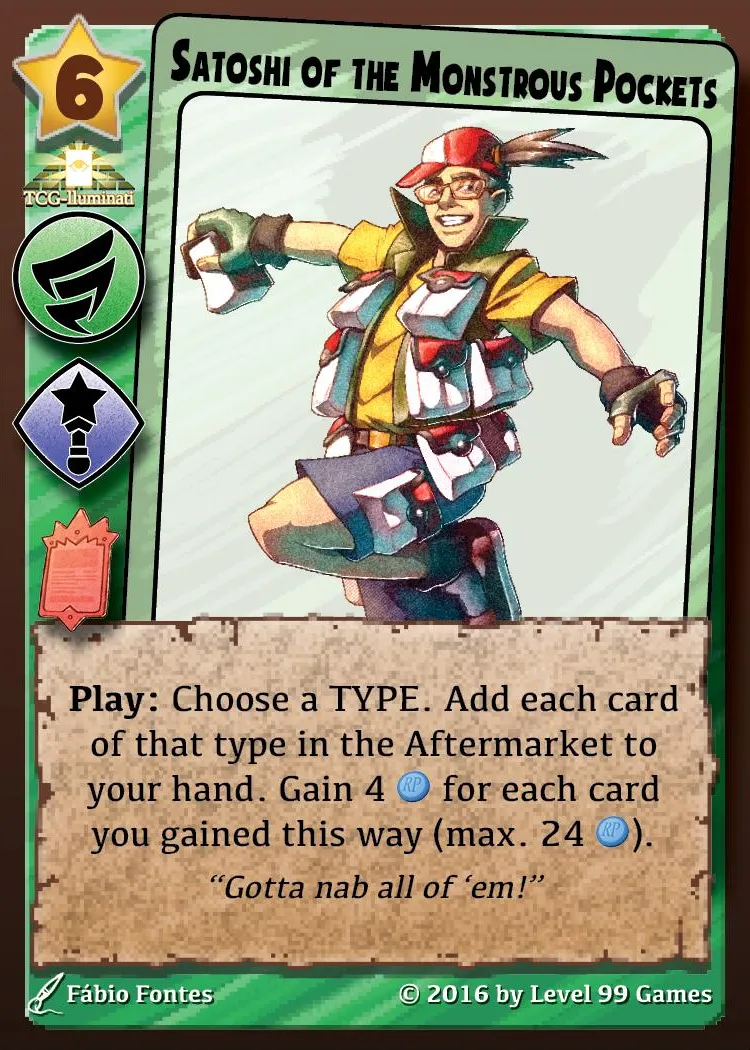 6
SATOSHI OF THE MONSTROUS POCKETS
TCG-Iluminati
Play: Choose a TYPE. Add each card
of that type in the Aftermarket to
your hand. Gain 4 RP for each card
you gained this way (max. 24 RP).
“Gotta nab all of ‘em!”
Fábio Fontes
© 2016 by Level 99 Games